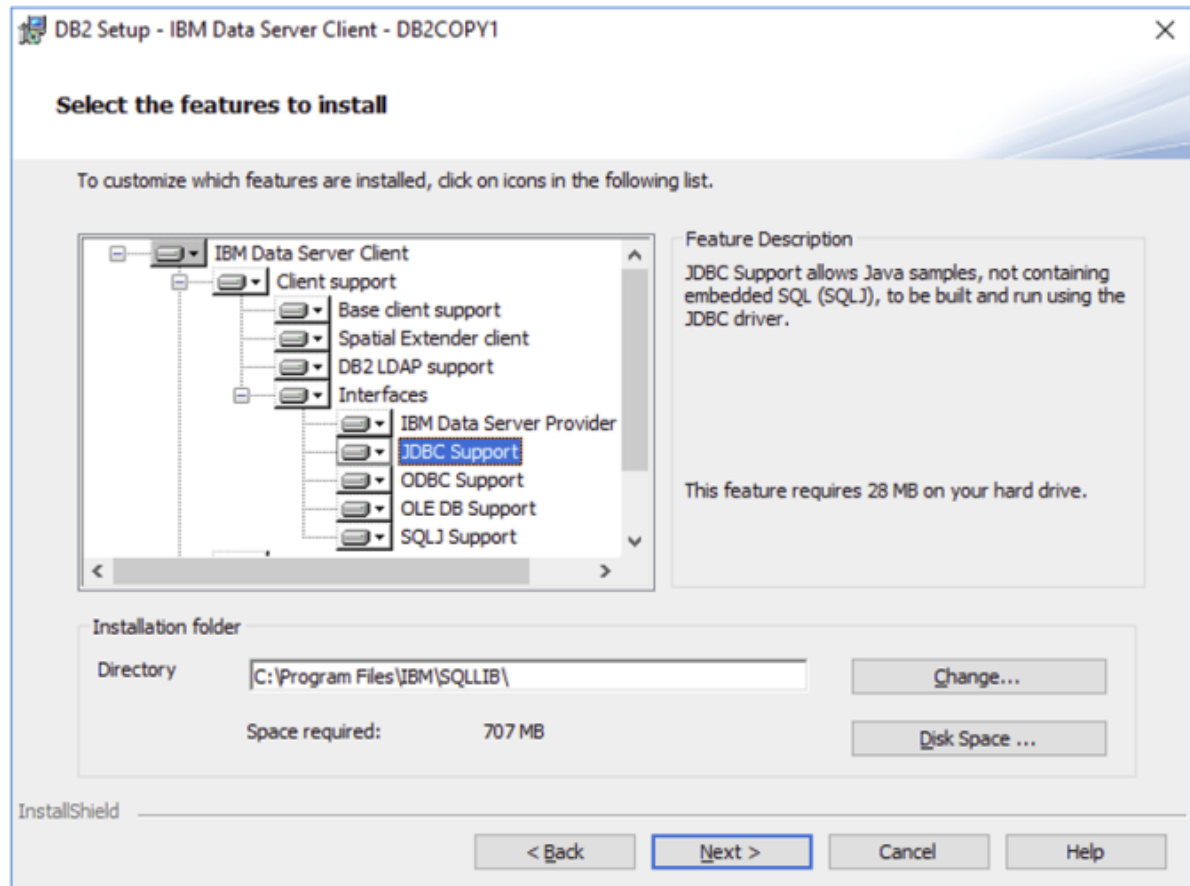 DB2 Setup - IBM Data Server Client - DB2COPY1
Select the features to install
To customize which features are installed, click on icons in the following list.
IBM Data Server Client
Client support
Base client support
Spatial Extender client
DB2 LDAP support
Interfaces
IBM Data Server Provider
JDBC Support
ODBC Support
OLE DB Support
SQLJ Support
Feature Description
JDBC Support allows Java samples, not containing
embedded SQL (SQLJ), to be built and run using the
JDBC driver.
This feature requires 28 MB on your hard drive.
Installation folder
Directory
C:\Program Files\IBM\SQLLIB\
Change...
Space required:
707 MB
Disk Space ...
InstallShield
< Back
Next >
Cancel
Help